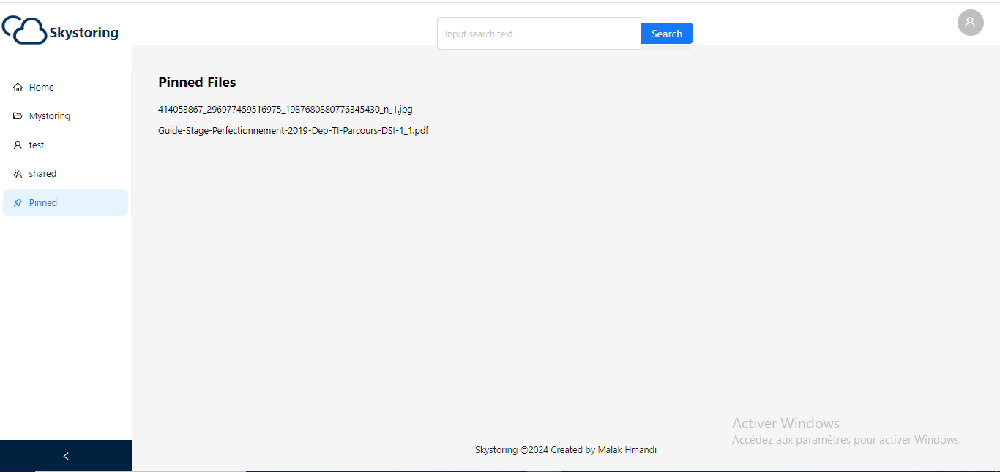 Skystoring
Input search text
Search
Home
Mystoring
test
shared
Pinned
Pinned Files
414053867_296977459516975_1987680880776345430_n_1.jpg
Guide-Stage-Perfectionnement-2019-Dep-TI-Parcours-DSI-1_1.pdf
Activer Windows
Accédez aux paramètres pour activer Windows.
Skystoring ©2024 Created by Malak Hmandi